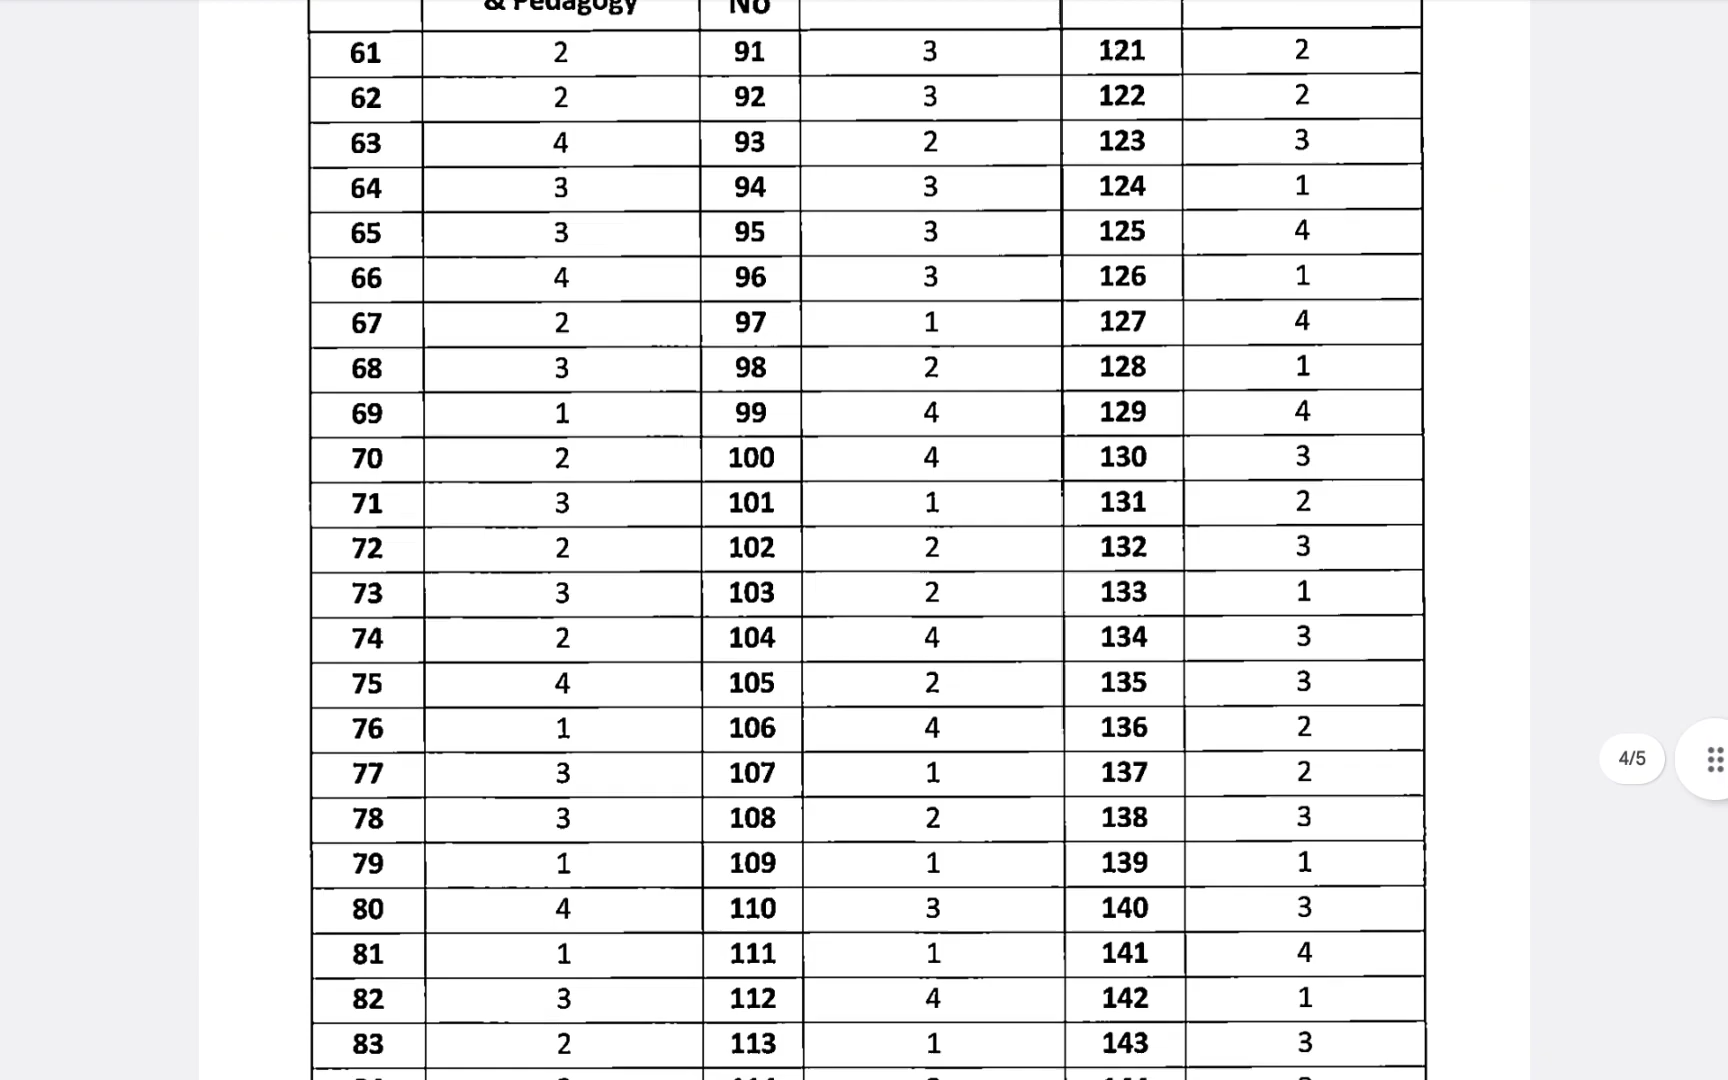 & Pedagogy No
61 2 91 3 121 2
62 2 92 3 122 2
63 4 93 2 123 3
64 3 94 3 124 1
65 3 95 3 125 4
66 4 96 3 126 1
67 2 97 1 127 4
68 3 98 2 128 1
69 1 99 4 129 4
70 2 100 4 130 3
71 3 101 1 131 2
72 2 102 2 132 3
73 3 103 2 133 1
74 2 104 4 134 3
75 4 105 2 135 3
76 1 106 4 136 2
77 3 107 1 137 2
4/5
78 3 108 2 138 3
79 1 109 1 139 1
80 4 110 3 140 3
81 1 111 1 141 4
82 3 112 4 142 1
83 2 113 1 143 3